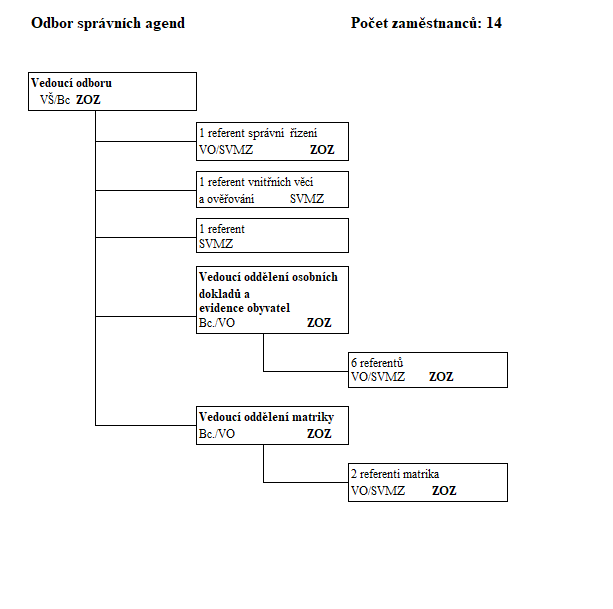 Odbor správních agend
Počet zaměstnanců: 14
Vedoucí odboru
VŠ/Bc ZOZ
1 referent správni řízení
VO/SVMZ ZOZ
1 referent vnitřních věcí
a ověřování SVMZ
1 referent
SVMZ
Vedoucí oddělení osobních
dokladů a
evidence obyvatel
Bc./VO ZOZ
6 referentů
VO/SVMZ ZOZ
Vedoucí oddělení matriky
Bc./VO ZOZ
2 referenti matrika
VO/SVMZ ZOZ